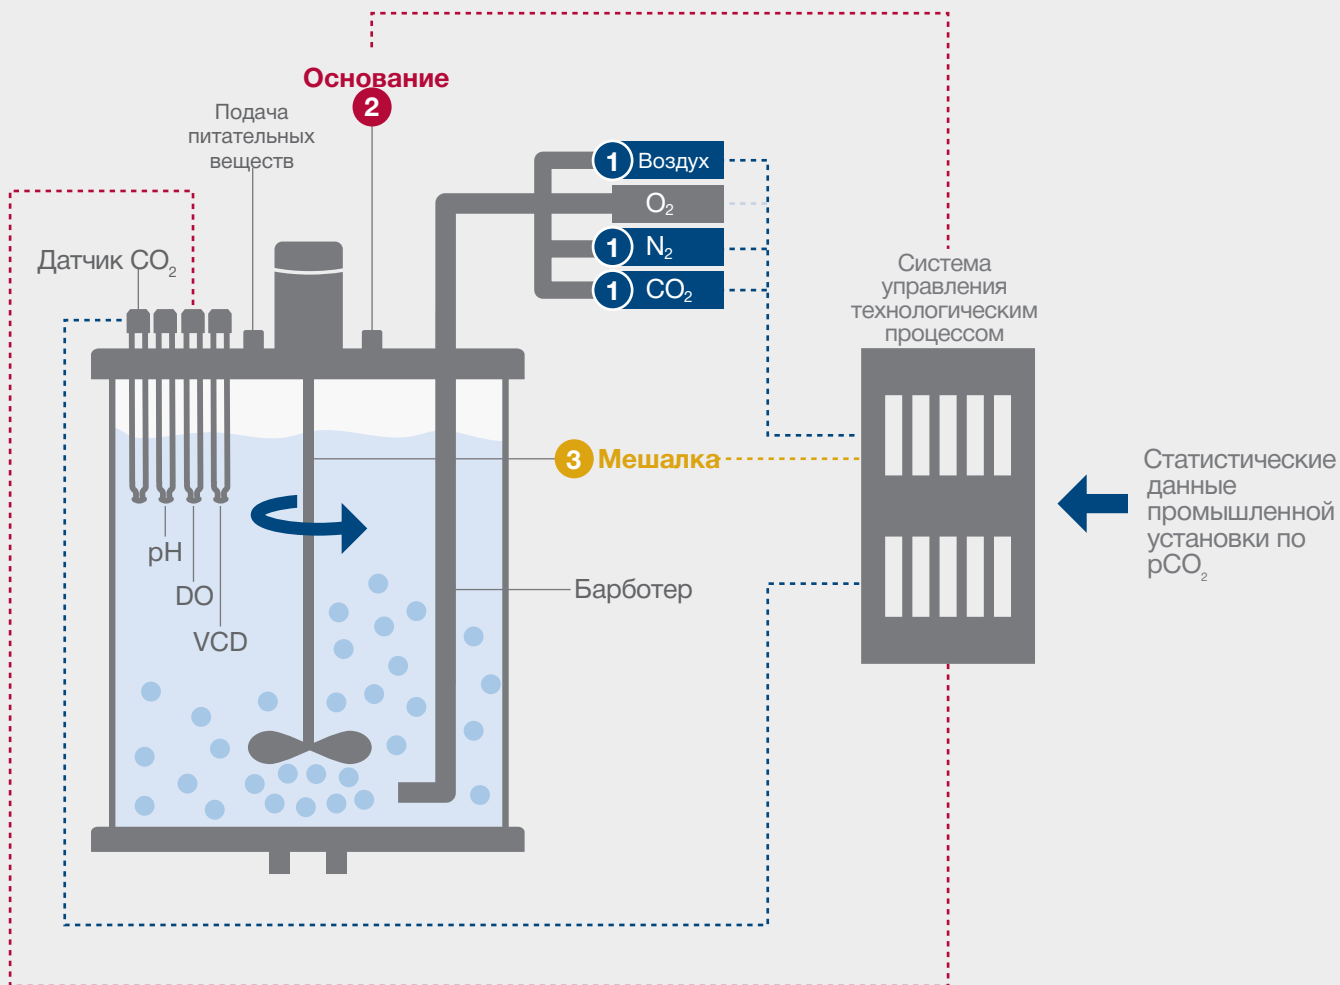 Основание
2
Подача
питательных
веществ
1 Воздух
O₂
1 N₂
1 CO₂
Датчик CO₂
Система
управления
технологическим
процессом
3 Мешалка
Статистические
данные
промышленной
установки по
pCO₂
pH
DO
VCD
Барботер